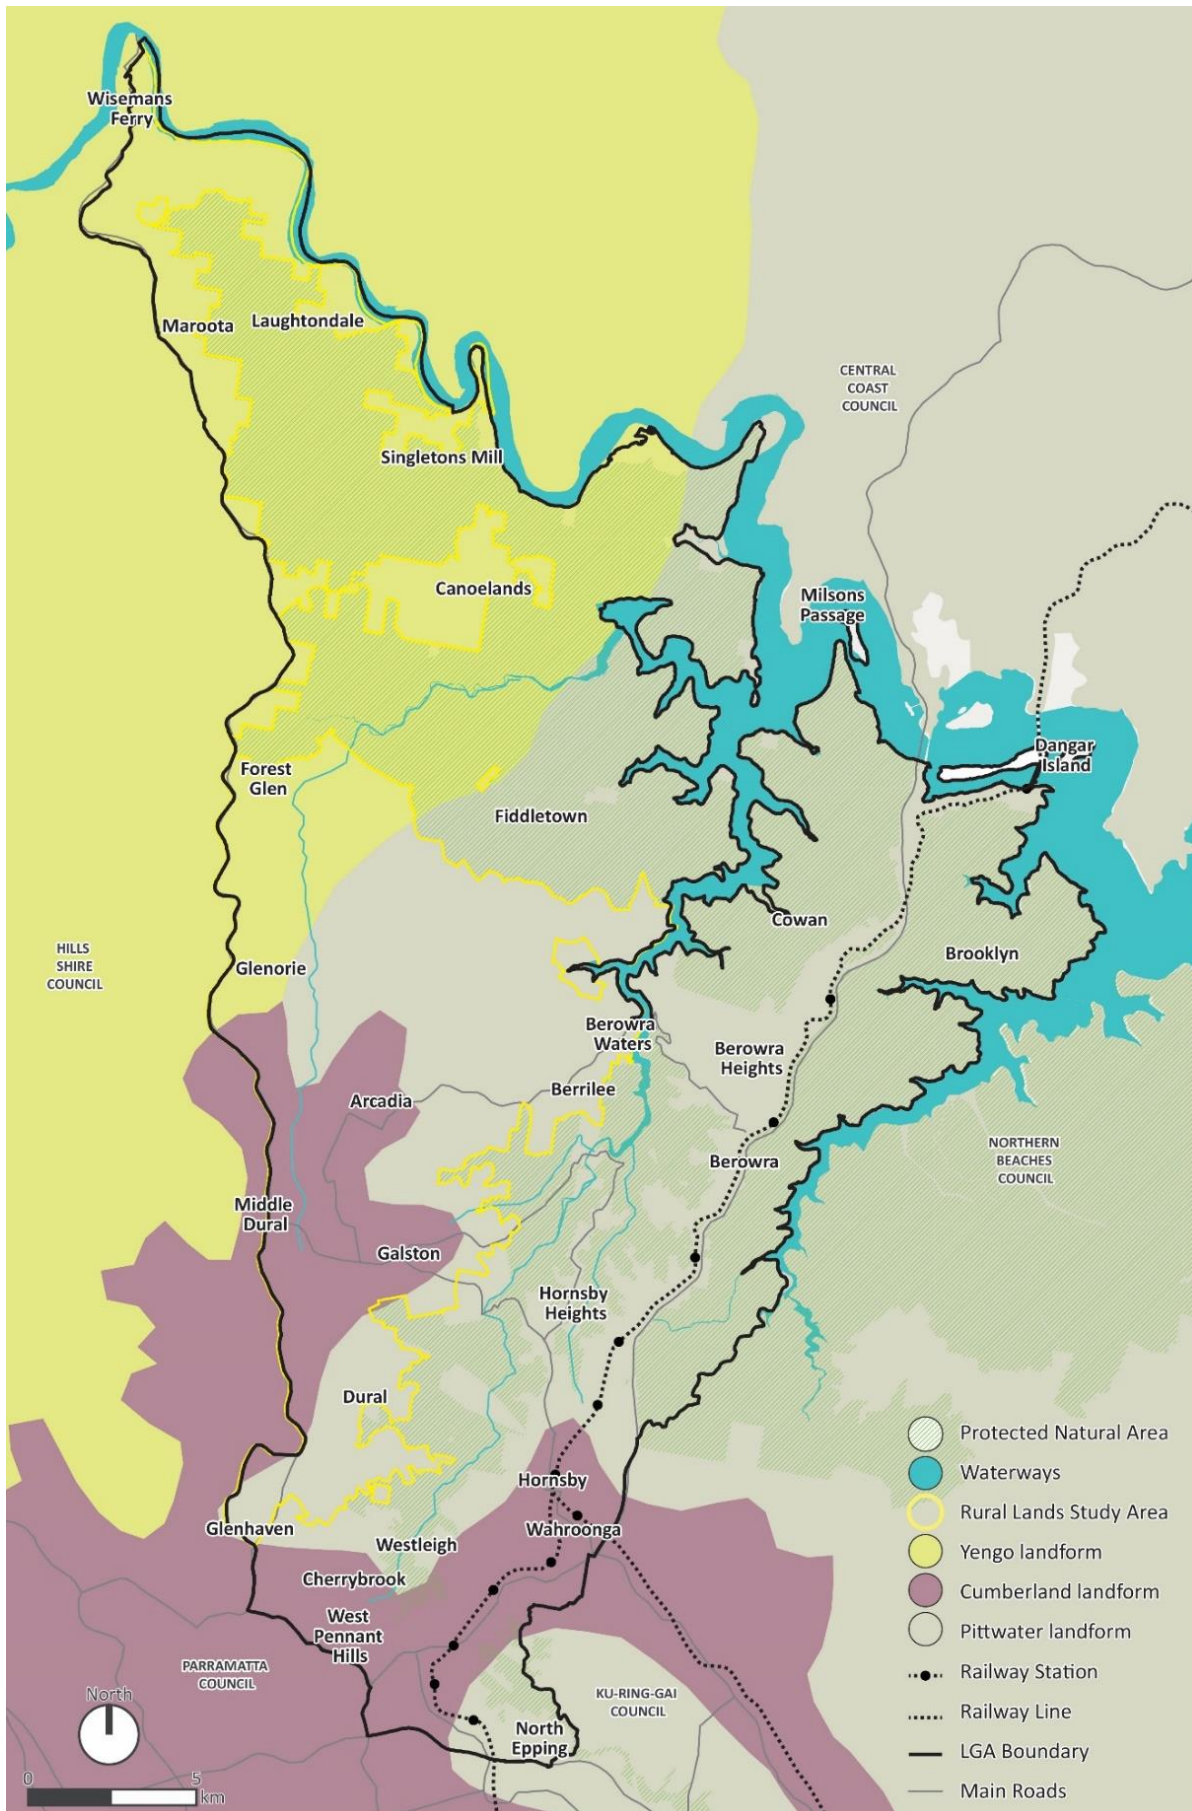 Wisemans
Ferry
Maroota
Laughtondale
CENTRAL
COAST
COUNCIL
Singletons Mill
Canoelands
Milsons
Passage
Dangar
Island
Forest
Glen
Fiddletown
Cowan
Brooklyn
HILLS
SHIRE
COUNCIL
Glenorie
Berowra
Waters
Berowra
Heights
Berrilee
Arcadia
NORTHERN
BEACHES
COUNCIL
Berowra
Middle
Dural
Galston
Hornsby
Heights
Dural
Hornsby
Glenhaven
Wahroonga
Westleigh
Cherrybrook
West
Pennant
Hills
PARRAMATTA
COUNCIL
KU-RING-GAI
COUNCIL
North
Epping
North
0 5
km
Protected Natural Area
Waterways
Rural Lands Study Area
Yengo landform
Cumberland landform
Pittwater landform
Railway Station
Railway Line
LGA Boundary
Main Roads